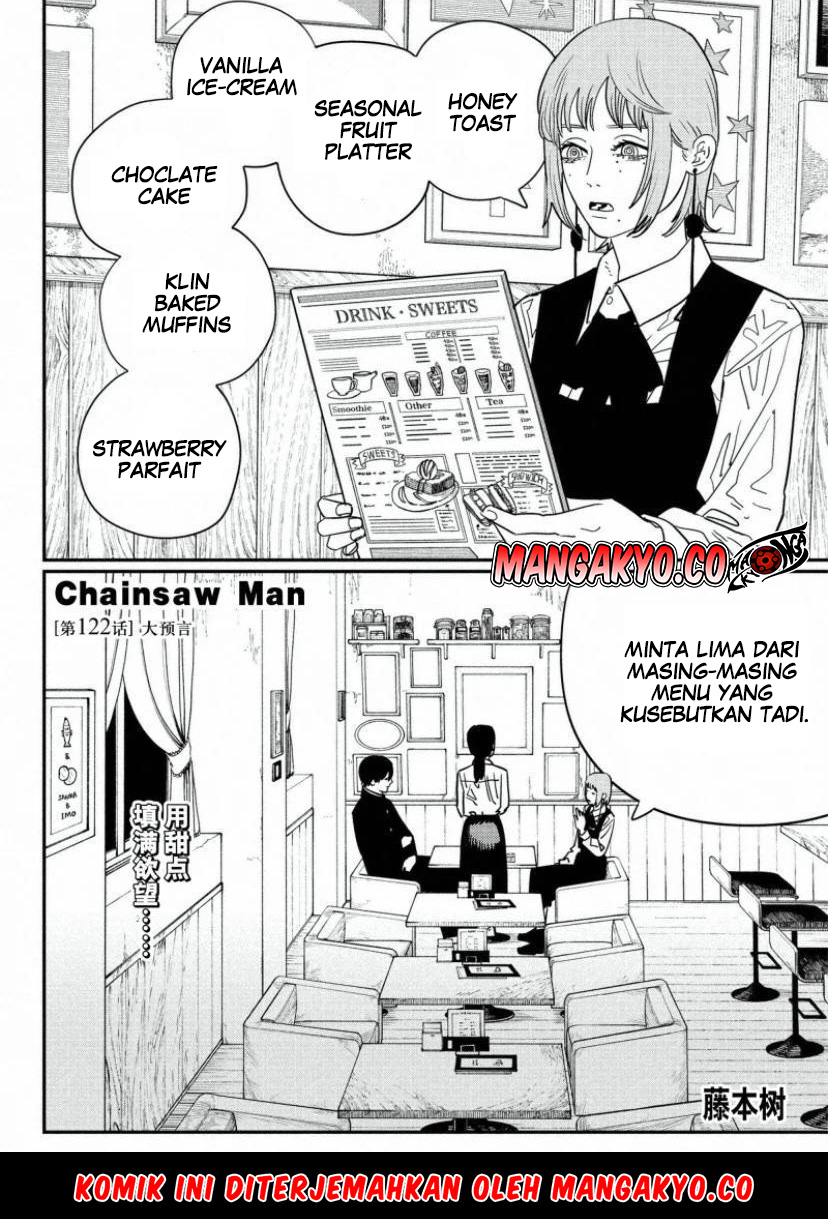 HONEY
TOAST
SEASONAL
FRUIT
PLATTER
VANILLA
ICE-CREAM
CHOCLATE
CAKE
KLIN
BAKED
MUFFINS
STRAWBERRY
PARFAIT
DRINK · SWEETS
COFFEE
Smoothie
Other
Tea
SWEETS
SANDWICH
MANGAKYO.CO
Chainsaw Man
[第122话] 大预言
MINTA LIMA DARI
MASING-MASING
MENU YANG
KUSEBUTKAN TADI.
&
&
IMO
用甜点
填满欲望……
藤本树
KOMIK INI DITERJEMAHKAN OLEH MANGAKYO.CO